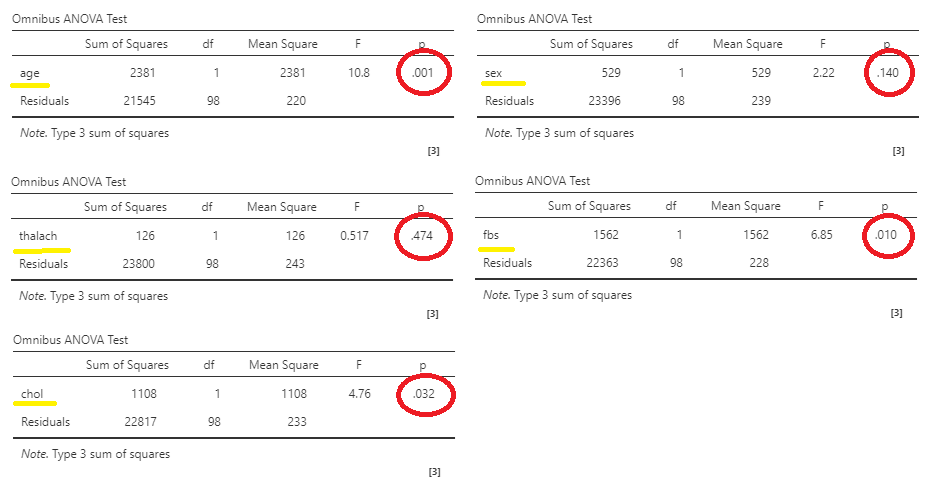 Omnibus ANOVA Test
Sum of Squares df Mean Square F p
age 2381 1 2381 10.8 .001
Residuals 21545 98 220
Note. Type 3 sum of squares
[3]
Omnibus ANOVA Test
Sum of Squares df Mean Square F p
sex 529 1 529 2.22 .140
Residuals 23396 98 239
Note. Type 3 sum of squares
[3]
Omnibus ANOVA Test
Sum of Squares df Mean Square F p
thalach 126 1 126 0.517 .474
Residuals 23800 98 243
Note. Type 3 sum of squares
[3]
Omnibus ANOVA Test
Sum of Squares df Mean Square F p
fbs 1562 1 1562 6.85 .010
Residuals 22363 98 228
Note. Type 3 sum of squares
[3]
Omnibus ANOVA Test
Sum of Squares df Mean Square F p
chol 1108 1 1108 4.76 .032
Residuals 22817 98 233
Note. Type 3 sum of squares
[3]